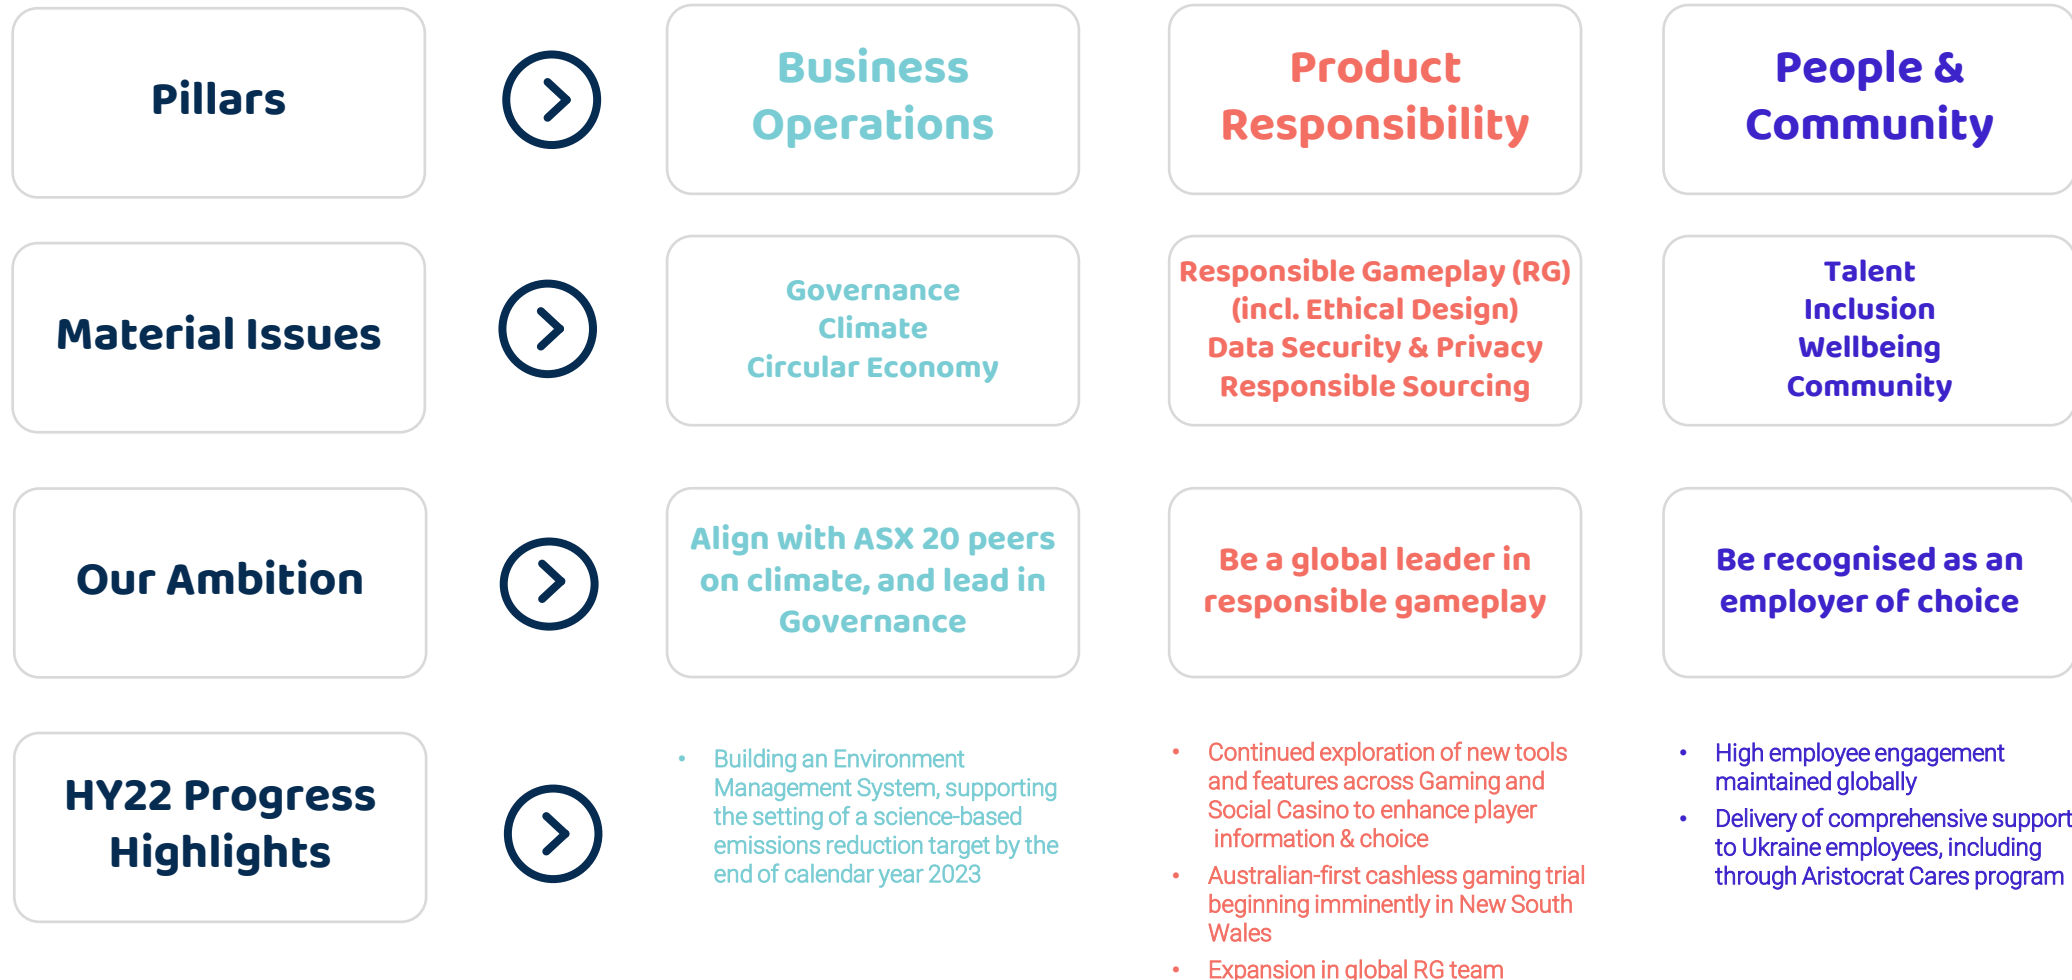 Pillars
Business
Operations
Product
Responsibility
People &
Community
Material Issues
Governance
Climate
Circular Economy
Responsible Gameplay (RG)
(incl. Ethical Design)
Data Security & Privacy
Responsible Sourcing
Talent
Inclusion
Wellbeing
Community
Our Ambition
Align with ASX 20 peers
on climate, and lead in
Governance
Be a global leader in
responsible gameplay
Be recognised as an
employer of choice
HY22 Progress
Highlights
• Building an Environment
Management System, supporting
the setting of a science-based
emissions reduction target by the
end of calendar year 2023
• Continued exploration of new tools
and features across Gaming and
Social Casino to enhance player
information & choice
• Australian-first cashless gaming trial
beginning imminently in New South
Wales
• Expansion in global RG team
• High employee engagement
maintained globally
• Delivery of comprehensive support
to Ukraine employees, including
through Aristocrat Cares program